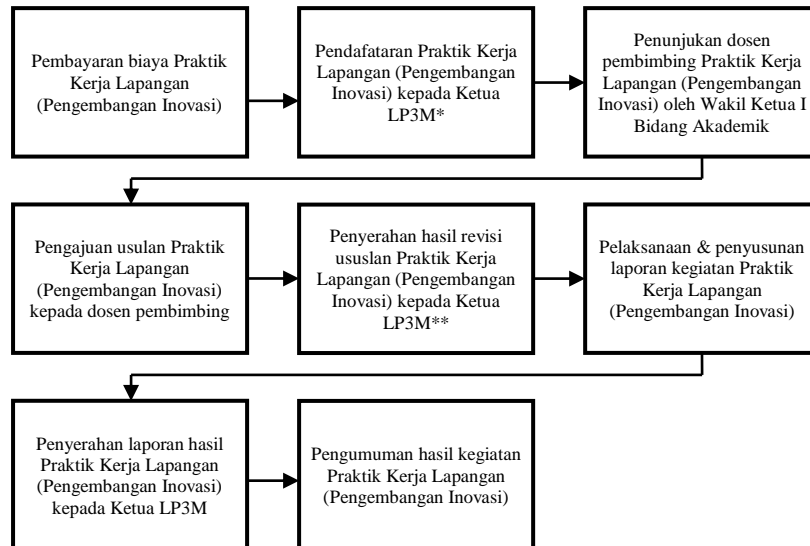 Pembayaran biaya Praktik
Kerja Lapangan
(Pengembangan Inovasi)
Pendafataran Praktik Kerja
Lapangan (Pengembangan
Inovasi) kepada Ketua
LP3M*
Penunjukan dosen
pembimbing Praktik Kerja
Lapangan (Pengembangan
Inovasi) oleh Wakil Ketua I
Bidang Akademik
Pengajuan usulan Praktik
Kerja Lapangan
(Pengembangan Inovasi)
kepada dosen pembimbing
Penyerahan hasil revisi
ususlan Praktik Kerja
Lapangan (Pengembangan
Inovasi) kepada Ketua
LP3M**
Pelaksanaan & penyusunan
laporan kegiatan Praktik
Kerja Lapangan
(Pengembangan Inovasi)
Penyerahan laporan hasil
Praktik Kerja Lapangan
(Pengembangan Inovasi)
kepada Ketua LP3M
Pengumuman hasil kegiatan
Praktik Kerja Lapangan
(Pengembangan Inovasi)